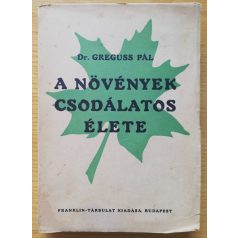 Dr. GREGUSS PÁL
A NÖVÉNYEK
CSODÁLATOS
ÉLETE
FRANKLIN-TÁRSULAT KIADÁSA, BUDAPEST